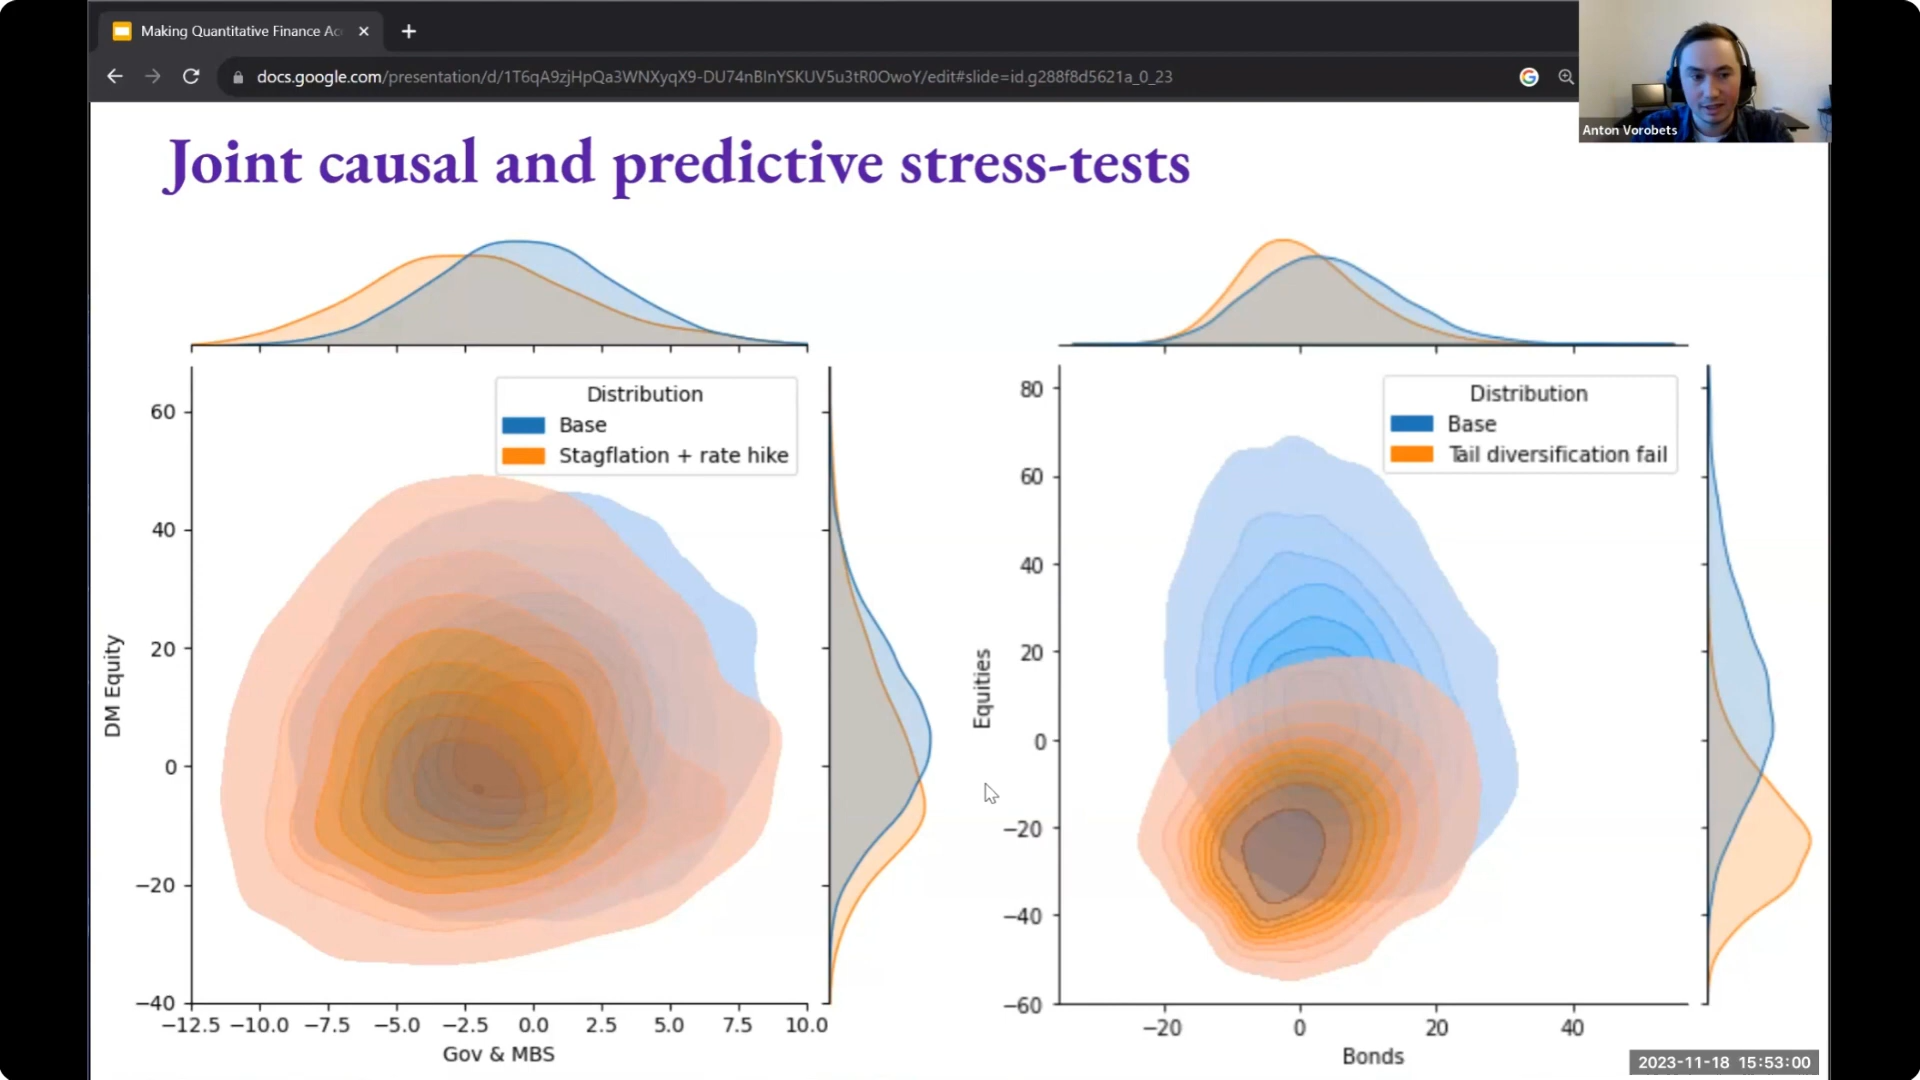 Making Quantitative Finance Ac
docs.google.com/presentation/d/1T6qA9zjHpQa3WNXyqX9-DU74nBlnYSKUV5u3tR0OwoY/edit#slide=id.g288f8d5621a_0_23
Anton Vorobets
Joint causal and predictive stress-tests
Distribution
Base
Stagflation + rate hike
60
40
20
0
−20
−40
DM Equity
−12.5 −10.0 −7.5 −5.0 −2.5 0.0 2.5 5.0 7.5 10.0
Gov & MBS
Distribution
Base
Tail diversification fail
80
60
40
20
0
−20
−40
−60
Equities
−20 0 20 40
Bonds
2023-11-18 15:53:00